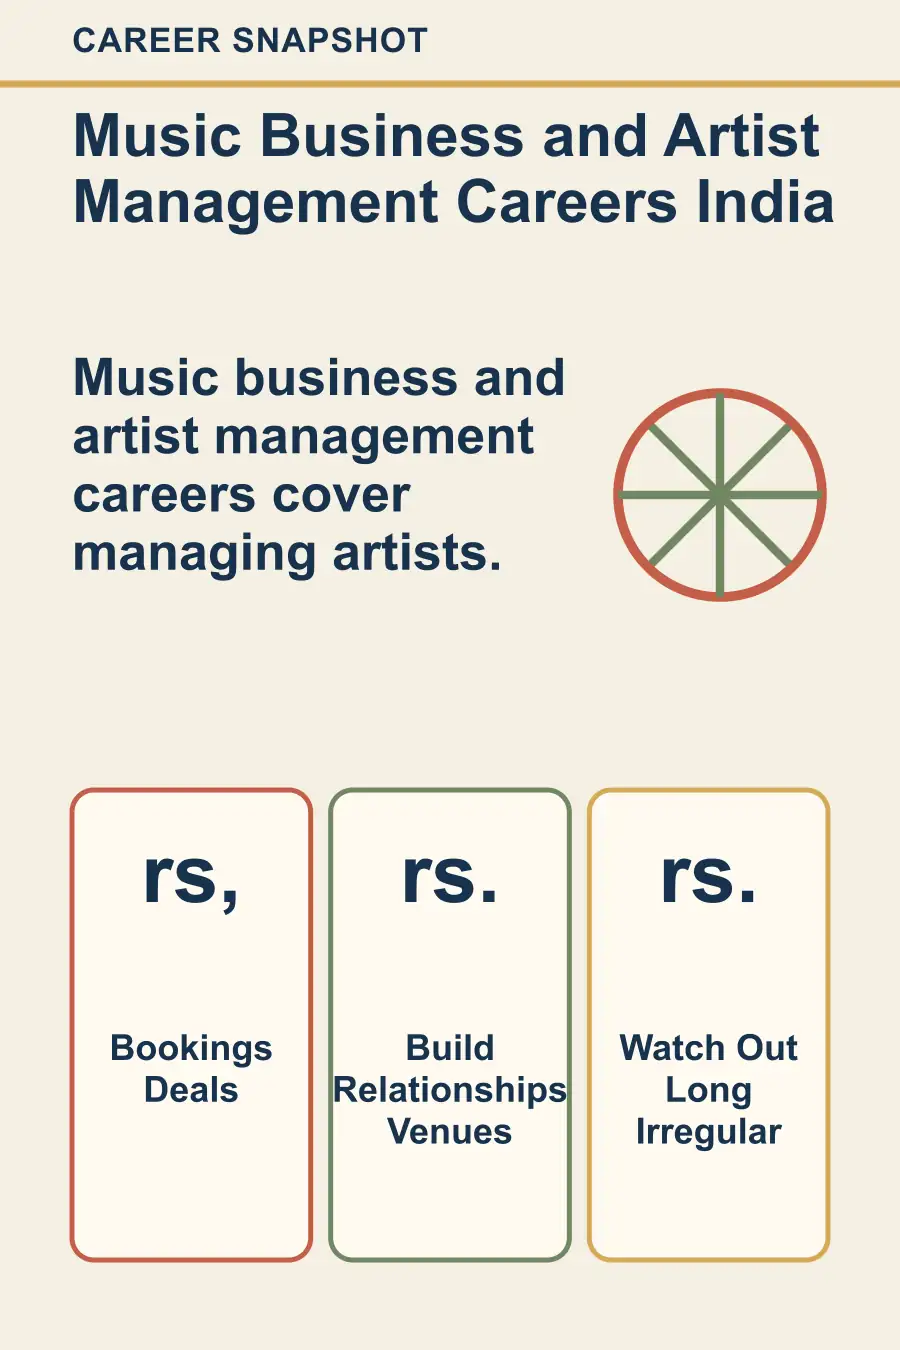 CAREER SNAPSHOT
Music Business and Artist
Management Careers India
Music business and
artist management
careers cover
managing artists.
rs,
Bookings
Deals
rs.
Build
Relationships
Venues
rs.
Watch Out
Long
Irregular